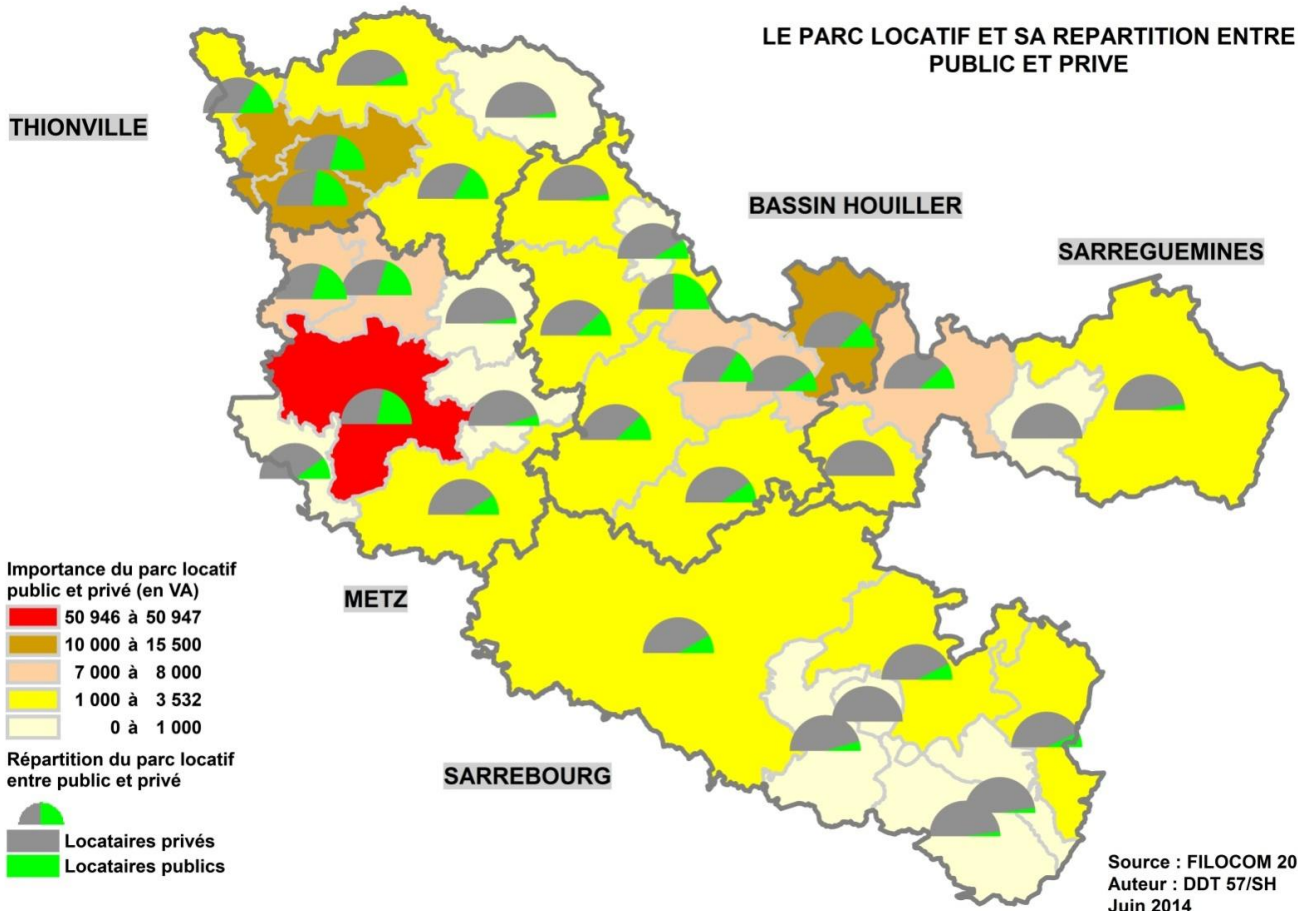 LE PARC LOCATIF ET SA REPARTITION ENTRE
PUBLIC ET PRIVE
THIONVILLE
BASSIN HOUILLER
SARREGUEMINES
METZ
SARREBOURG
Importance du parc locatif
public et privé (en VA)
50 946 à 50 947
10 000 à 15 500
7 000 à 8 000
1 000 à 3 532
0 à 1 000
Répartition du parc locatif
entre public et privé
Locataires privés
Locataires publics
Source : FILOCOM 20
Auteur : DDT 57/SH
Juin 2014